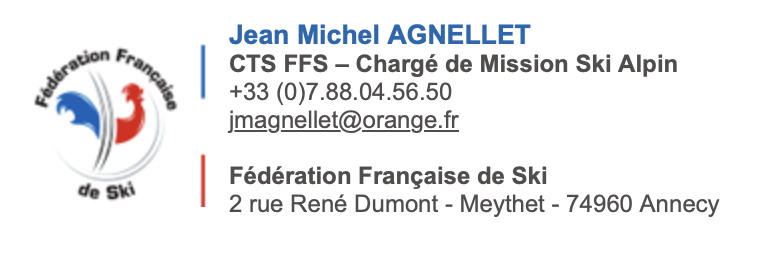 Fédération Française
de Ski
Jean Michel AGNELLET
CTS FFS – Chargé de Mission Ski Alpin
+33 (0)7.88.04.56.50
jmagnellet@orange.fr
Fédération Française de Ski
2 rue René Dumont - Meythet - 74960 Annecy